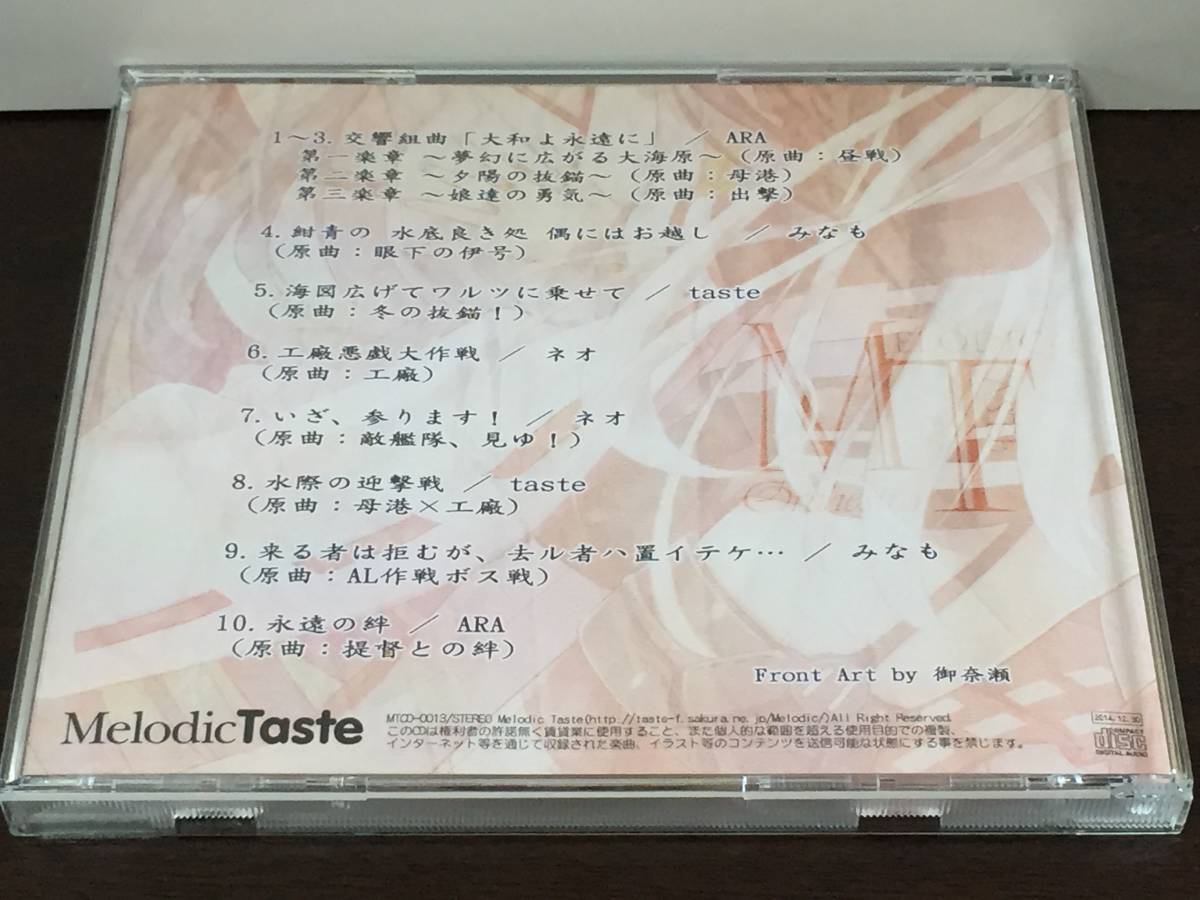 1～3. 交響組曲「大和よ永遠に」 ／ ARA
第一楽章 ～夢幻に広がる大海原～ (原曲：昼戦)
第二楽章 ～夕陽の抜錨～ (原曲：母港)
第三楽章 ～娘達の勇気～ (原曲：出撃)
4. 紺青の 水底良き処 偶にはお越し ／ みなも
(原曲：眼下の伊号)
5. 海図広げてワルツに乗せて ／ taste
(原曲：冬の抜錨！)
6. 工廠悪戯大作戦 ／ ネオ
(原曲：工廠)
7. いざ、参ります！ ／ ネオ
(原曲：敵艦隊、見ゆ！)
8. 水際の迎撃戦 ／ taste
(原曲：母港×工廠)
9. 来る者は拒むが、去ル者ハ置イテケ… ／ みなも
(原曲：AL作戦ボス戦)
10. 永遠の絆 ／ ARA
(原曲：提督との絆)
MT
Front Art by 御奈瀬
MelodicTaste
MTCD-0013/STEREO Melodic Taste(http://taste-f.sakura.ne.jp/Melodic/)All Right Reserved.
このCDは権利者の許諾無く賃貸業に使用すること、また個人的な範囲を超える使用目的での複製、
インターネット等を通じて収録された楽曲、イラスト等のコンテンツを送信可能な状態にする事を禁じます。
2014.12.30
COMPACT
disc
DIGITAL AUDIO